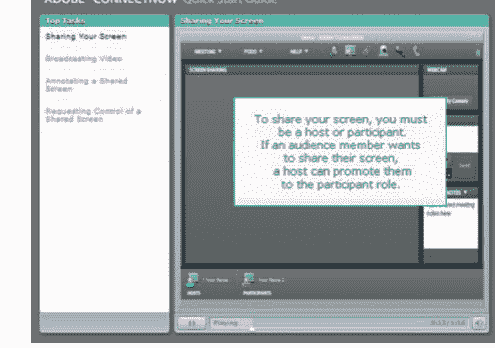 ADOBE® CONNECTNOW Quick Start Guide
Top Tasks
Sharing Your Screen
Broadcasting Video
Annotating a Shared
Screen
Requesting Control of a
Shared Screen
Sharing Your Screen
MEETING
PODS
HELP
SCREEN SHARING
WEBCAM
To share your screen, you must
be a host or participant.
If an audience member wants
to share their screen,
a host can promote them
to the participant role.
NOTES
HOSTS
PARTICIPANTS
Playing